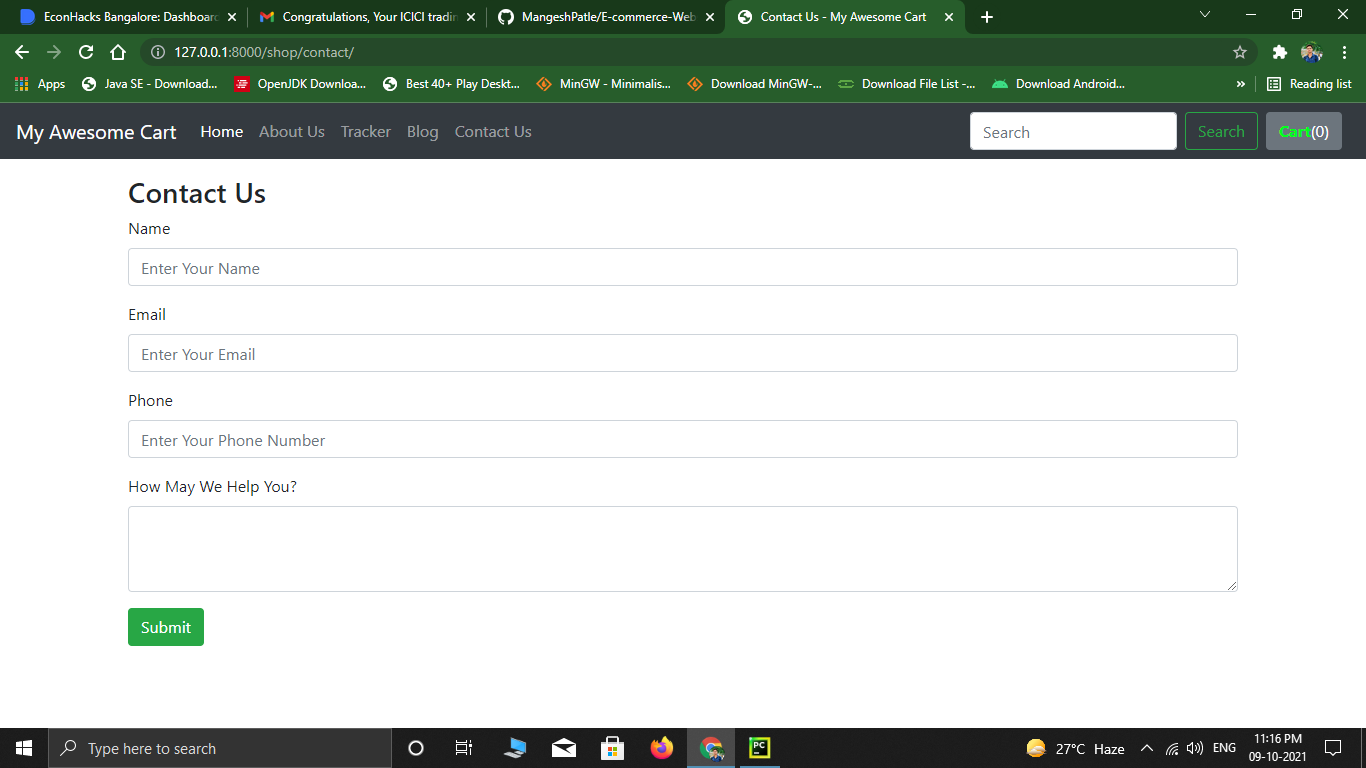 EconHacks Bangalore: Dashboard
Congratulations, Your ICICI tradin
MangeshPatle/E-commerce-Web
Contact Us - My Awesome Cart
127.0.0.1:8000/shop/contact/
Apps
Java SE - Download...
OpenJDK Downloa...
Best 40+ Play Deskt...
MinGW - Minimalis...
Download MinGW-...
Download File List -...
Download Android...
»
Reading list
My Awesome Cart
Home
About Us
Tracker
Blog
Contact Us
Search
Search
Cart(0)
Contact Us
Name
Enter Your Name
Email
Enter Your Email
Phone
Enter Your Phone Number
How May We Help You?
Submit
Type here to search
PC
27°C Haze
ENG
11:16 PM
09-10-2021